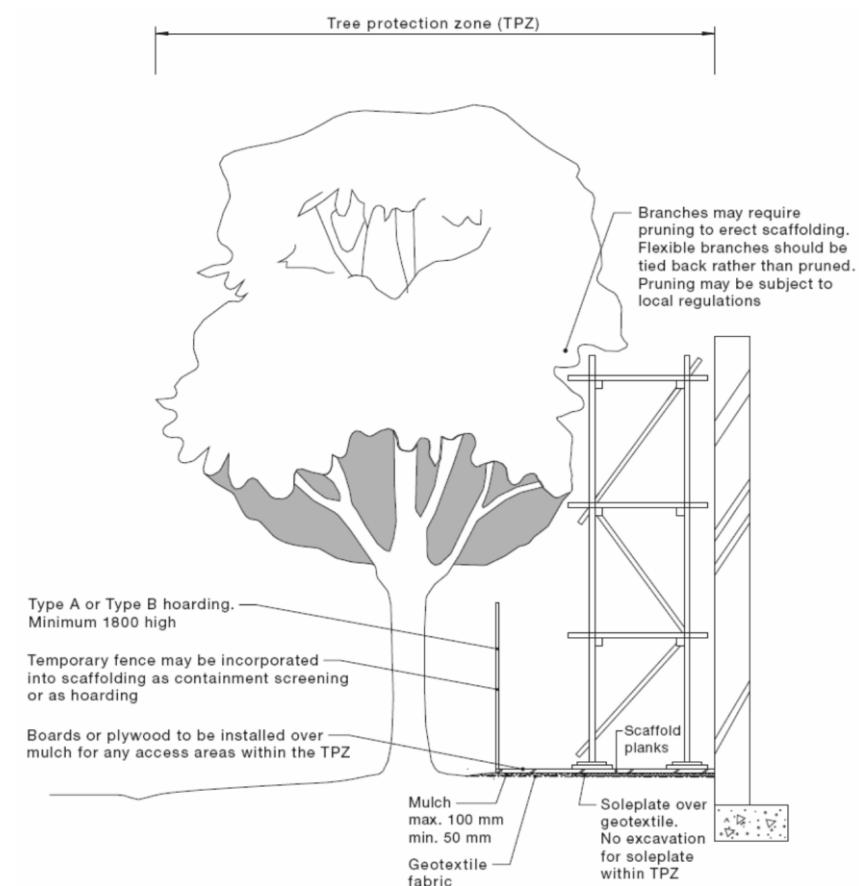 Tree protection zone (TPZ)
Branches may require
pruning to erect scaffolding.
Flexible branches should be
tied back rather than pruned.
Pruning may be subject to
local regulations
Type A or Type B hoarding.
Minimum 1800 high
Temporary fence may be incorporated
into scaffolding as containment screening
or as hoarding
Boards or plywood to be installed over
mulch for any access areas within the TPZ
Scaffold
planks
Mulch
max. 100 mm
min. 50 mm
Geotextile
fabric
Soleplate over
geotextile.
No excavation
for soleplate
within TPZ